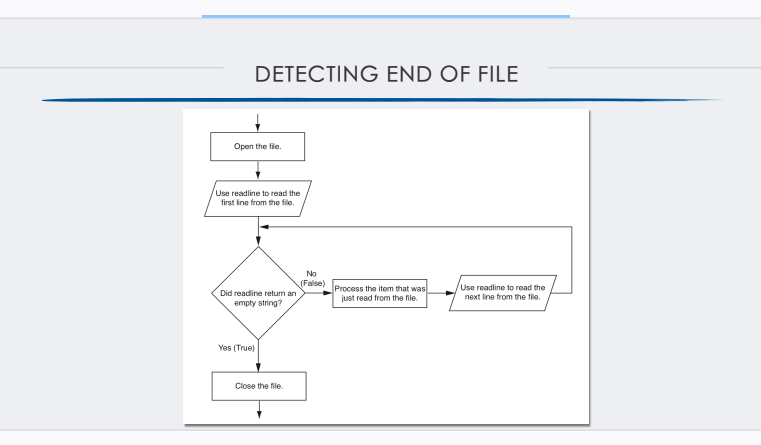 DETECTING END OF FILE
Open the file.
Use readline to read the
first line from the file.
Did readline return an
empty string?
No
(False)
Process the item that was
just read from the file.
Use readline to read the
next line from the file.
Yes (True)
Close the file.